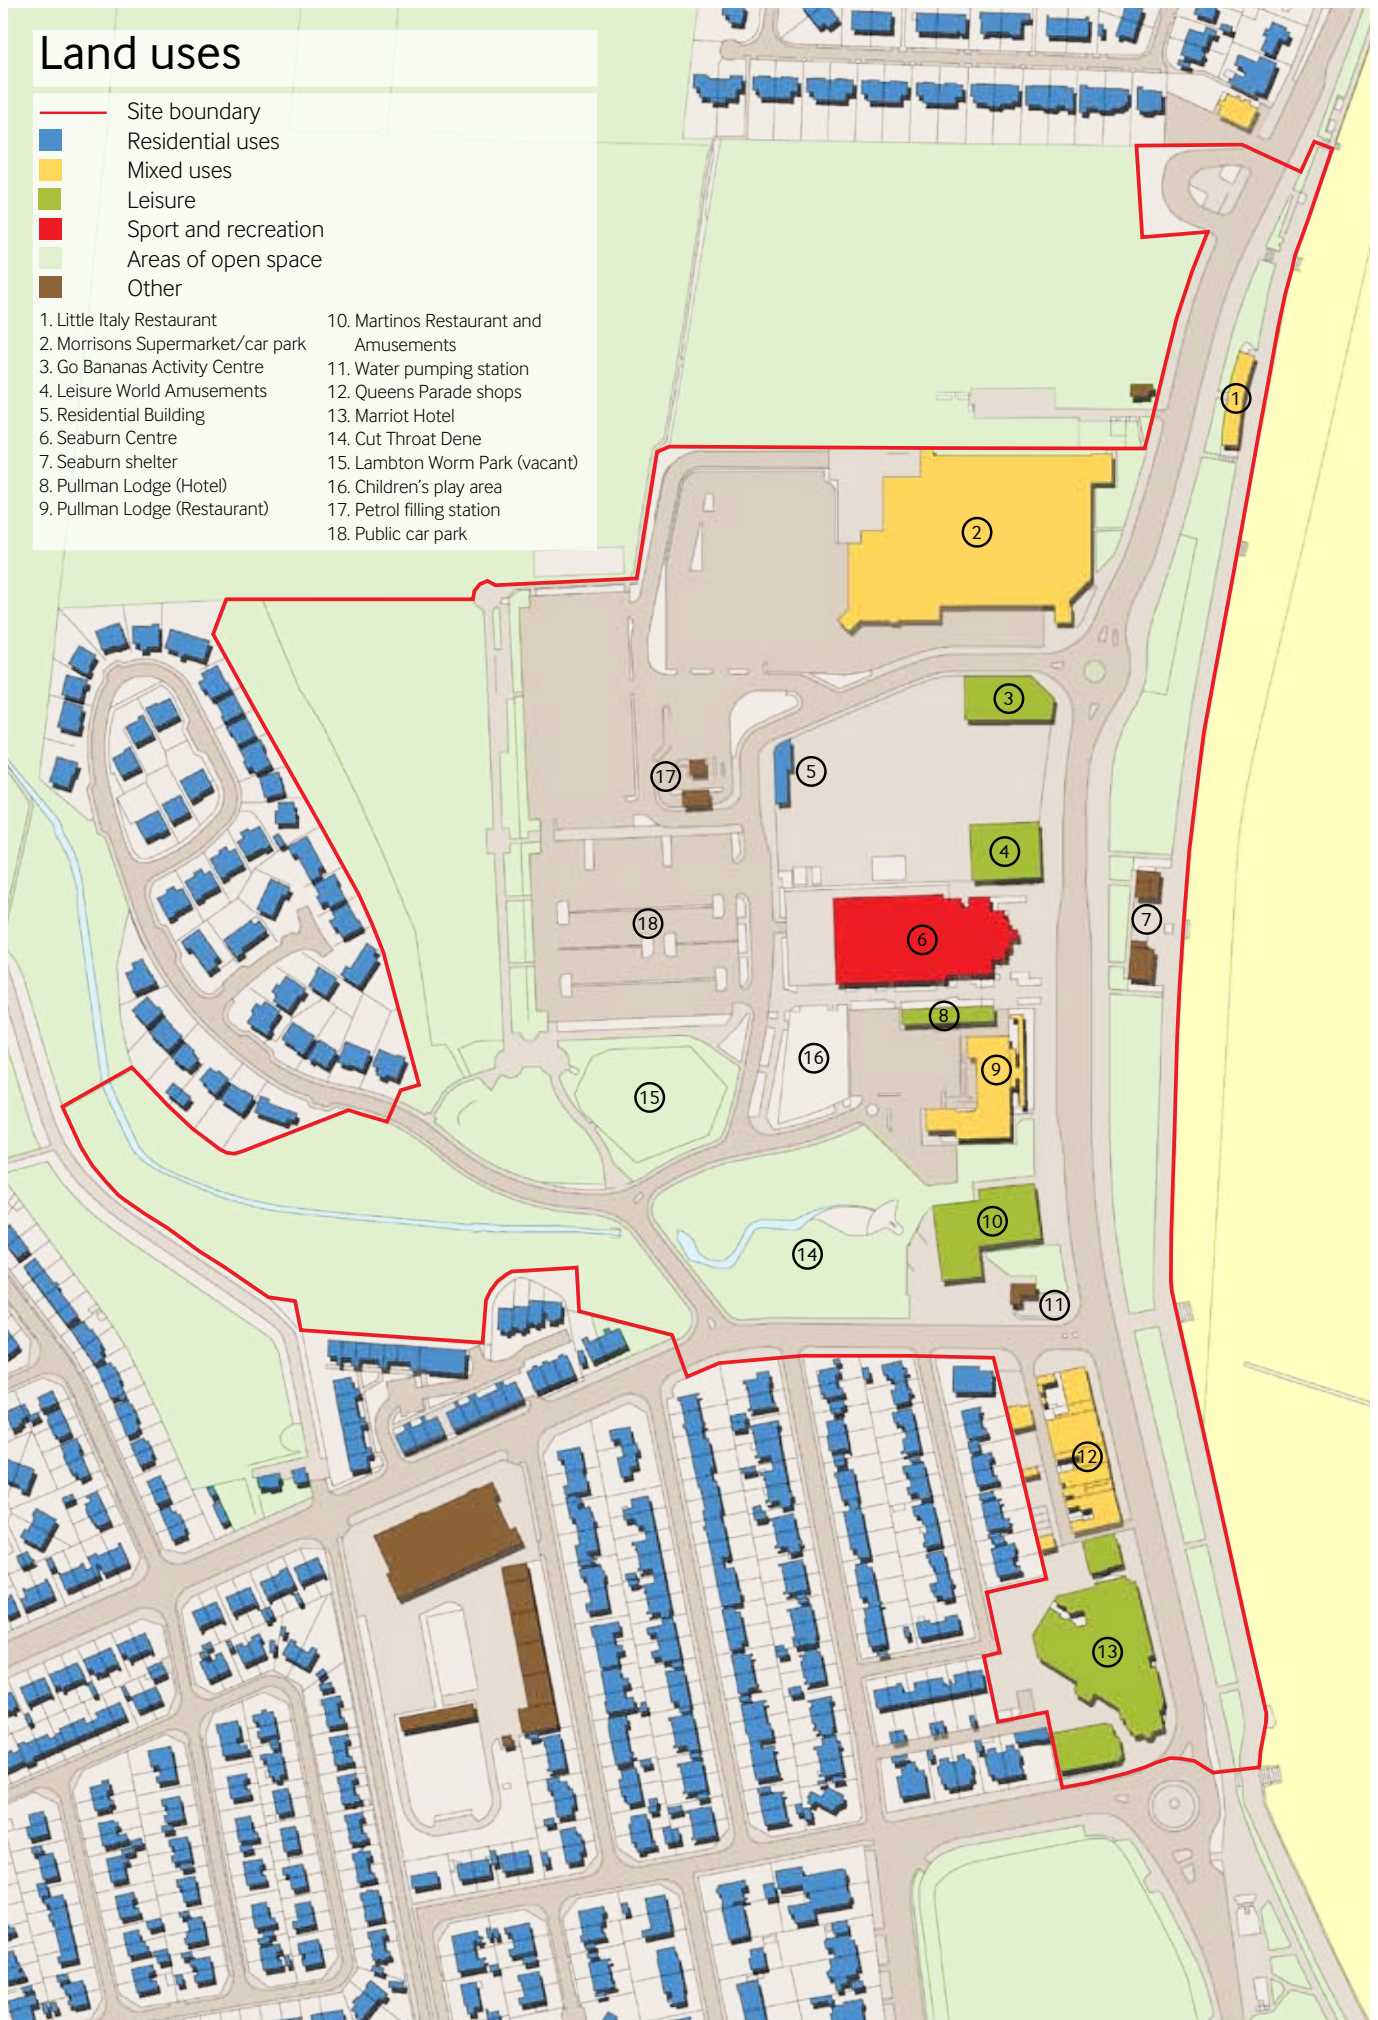 Land uses
Site boundary
Residential uses
Mixed uses
Leisure
Sport and recreation
Areas of open space
Other
1. Little Italy Restaurant
2. Morrisons Supermarket/car park
3. Go Bananas Activity Centre
4. Leisure World Amusements
5. Residential Building
6. Seaburn Centre
7. Seaburn shelter
8. Pullman Lodge (Hotel)
9. Pullman Lodge (Restaurant)
10. Martinos Restaurant and
Amusements
11. Water pumping station
12. Queens Parade shops
13. Marriot Hotel
14. Cut Throat Dene
15. Lambton Worm Park (vacant)
16. Children's play area
17. Petrol filling station
18. Public car park
1
2
3
5
17
4
18
7
6
8
16
9
15
10
14
11
12
13